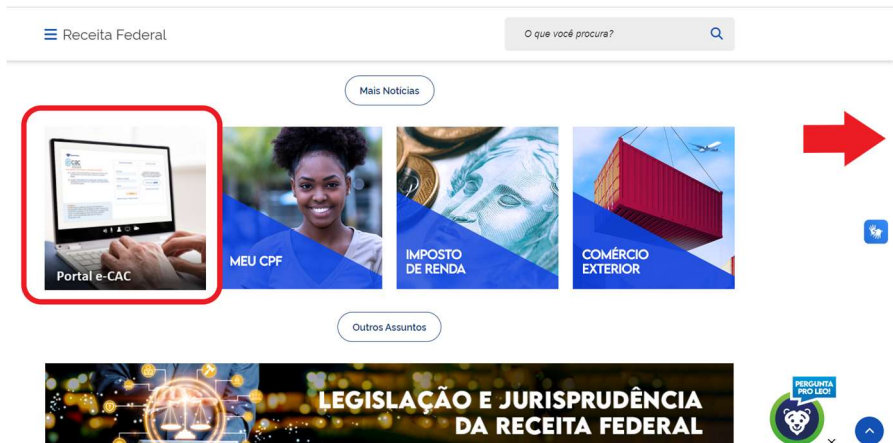 Receita Federal
O que você procura?
Mais Notícias
Portal e-CAC
MEU CPF
IMPOSTO
DE RENDA
COMÉRCIO
EXTERIOR
Outros Assuntos
LEGISLAÇÃO E JURISPRUDÊNCIA
DA RECEITA FEDERAL
PERGUNTA
PRO LEO!